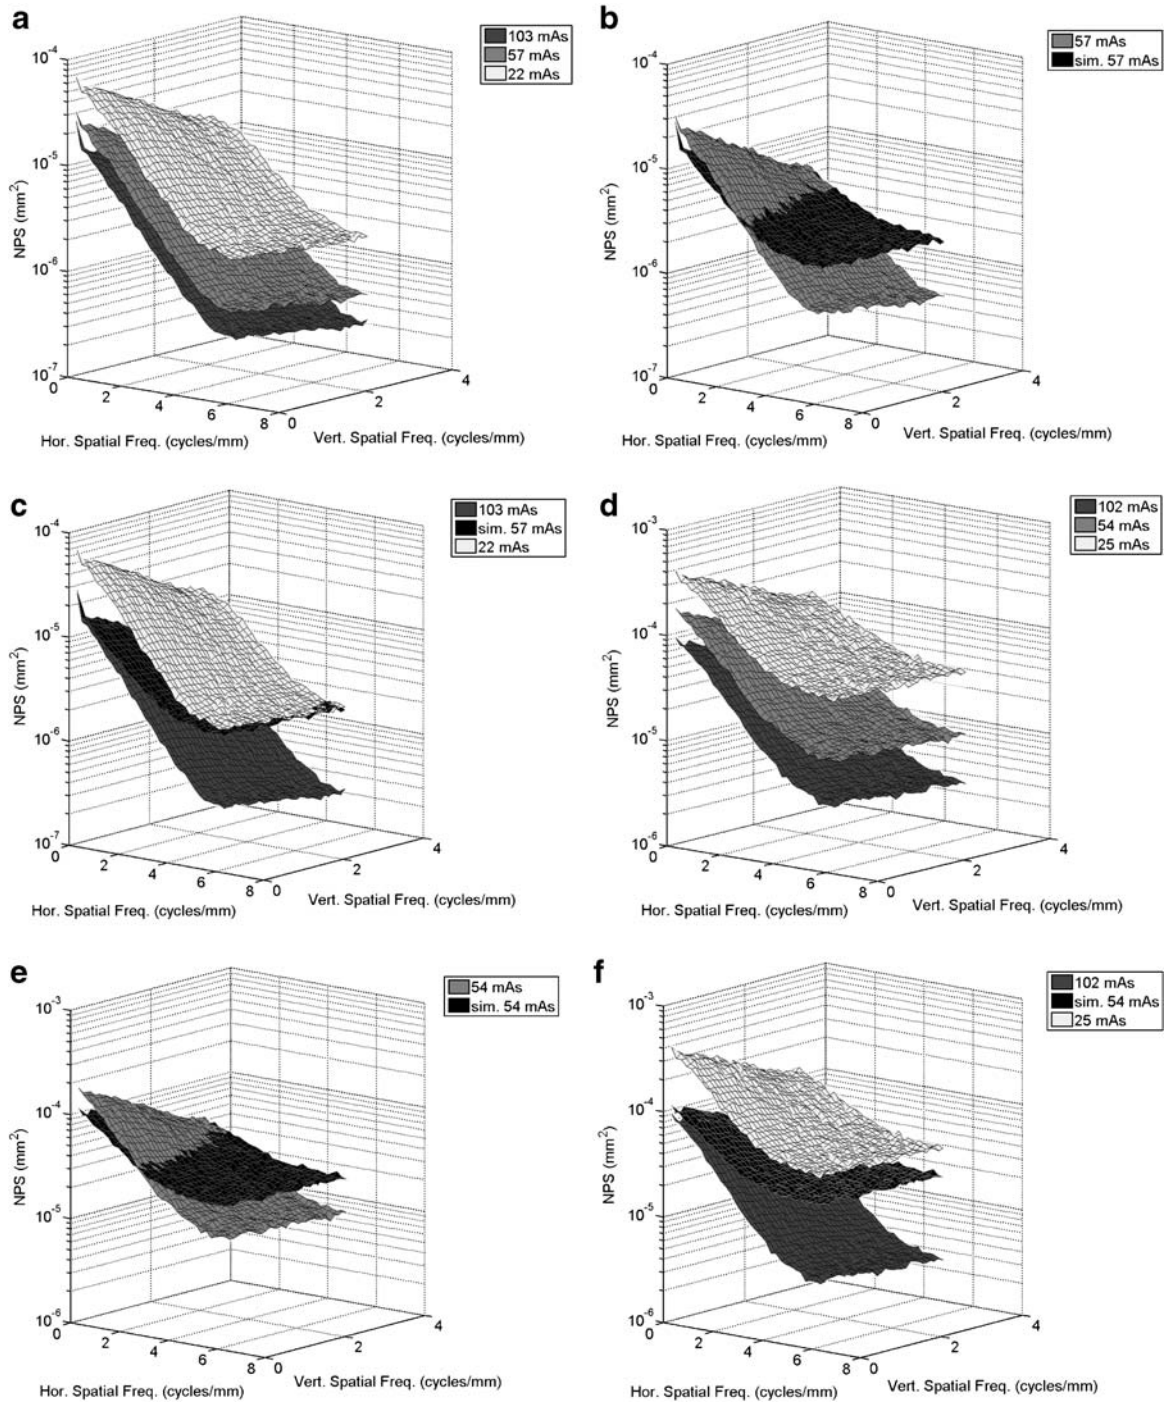 a
103 mAs
57 mAs
22 mAs
10^-4
10^-5
10^-6
10^-7
NPS (mm^2)
0
2
4
6
8
0
2
4
Hor. Spatial Freq. (cycles/mm)
Vert. Spatial Freq. (cycles/mm)
b
57 mAs
sim. 57 mAs
10^-4
10^-5
10^-6
10^-7
NPS (mm^2)
0
2
4
6
8
0
2
4
Hor. Spatial Freq. (cycles/mm)
Vert. Spatial Freq. (cycles/mm)
c
103 mAs
sim. 57 mAs
22 mAs
10^-4
10^-5
10^-6
10^-7
NPS (mm^2)
0
2
4
6
8
0
2
4
Hor. Spatial Freq. (cycles/mm)
Vert. Spatial Freq. (cycles/mm)
d
102 mAs
54 mAs
25 mAs
10^-3
10^-4
10^-5
10^-6
NPS (mm^2)
0
2
4
6
8
0
2
4
Hor. Spatial Freq. (cycles/mm)
Vert. Spatial Freq. (cycles/mm)
e
54 mAs
sim. 54 mAs
10^-3
10^-4
10^-5
10^-6
NPS (mm^2)
0
2
4
6
8
0
2
4
Hor. Spatial Freq. (cycles/mm)
Vert. Spatial Freq. (cycles/mm)
f
102 mAs
sim. 54 mAs
25 mAs
10^-3
10^-4
10^-5
10^-6
NPS (mm^2)
0
2
4
6
8
0
2
4
Hor. Spatial Freq. (cycles/mm)
Vert. Spatial Freq. (cycles/mm)